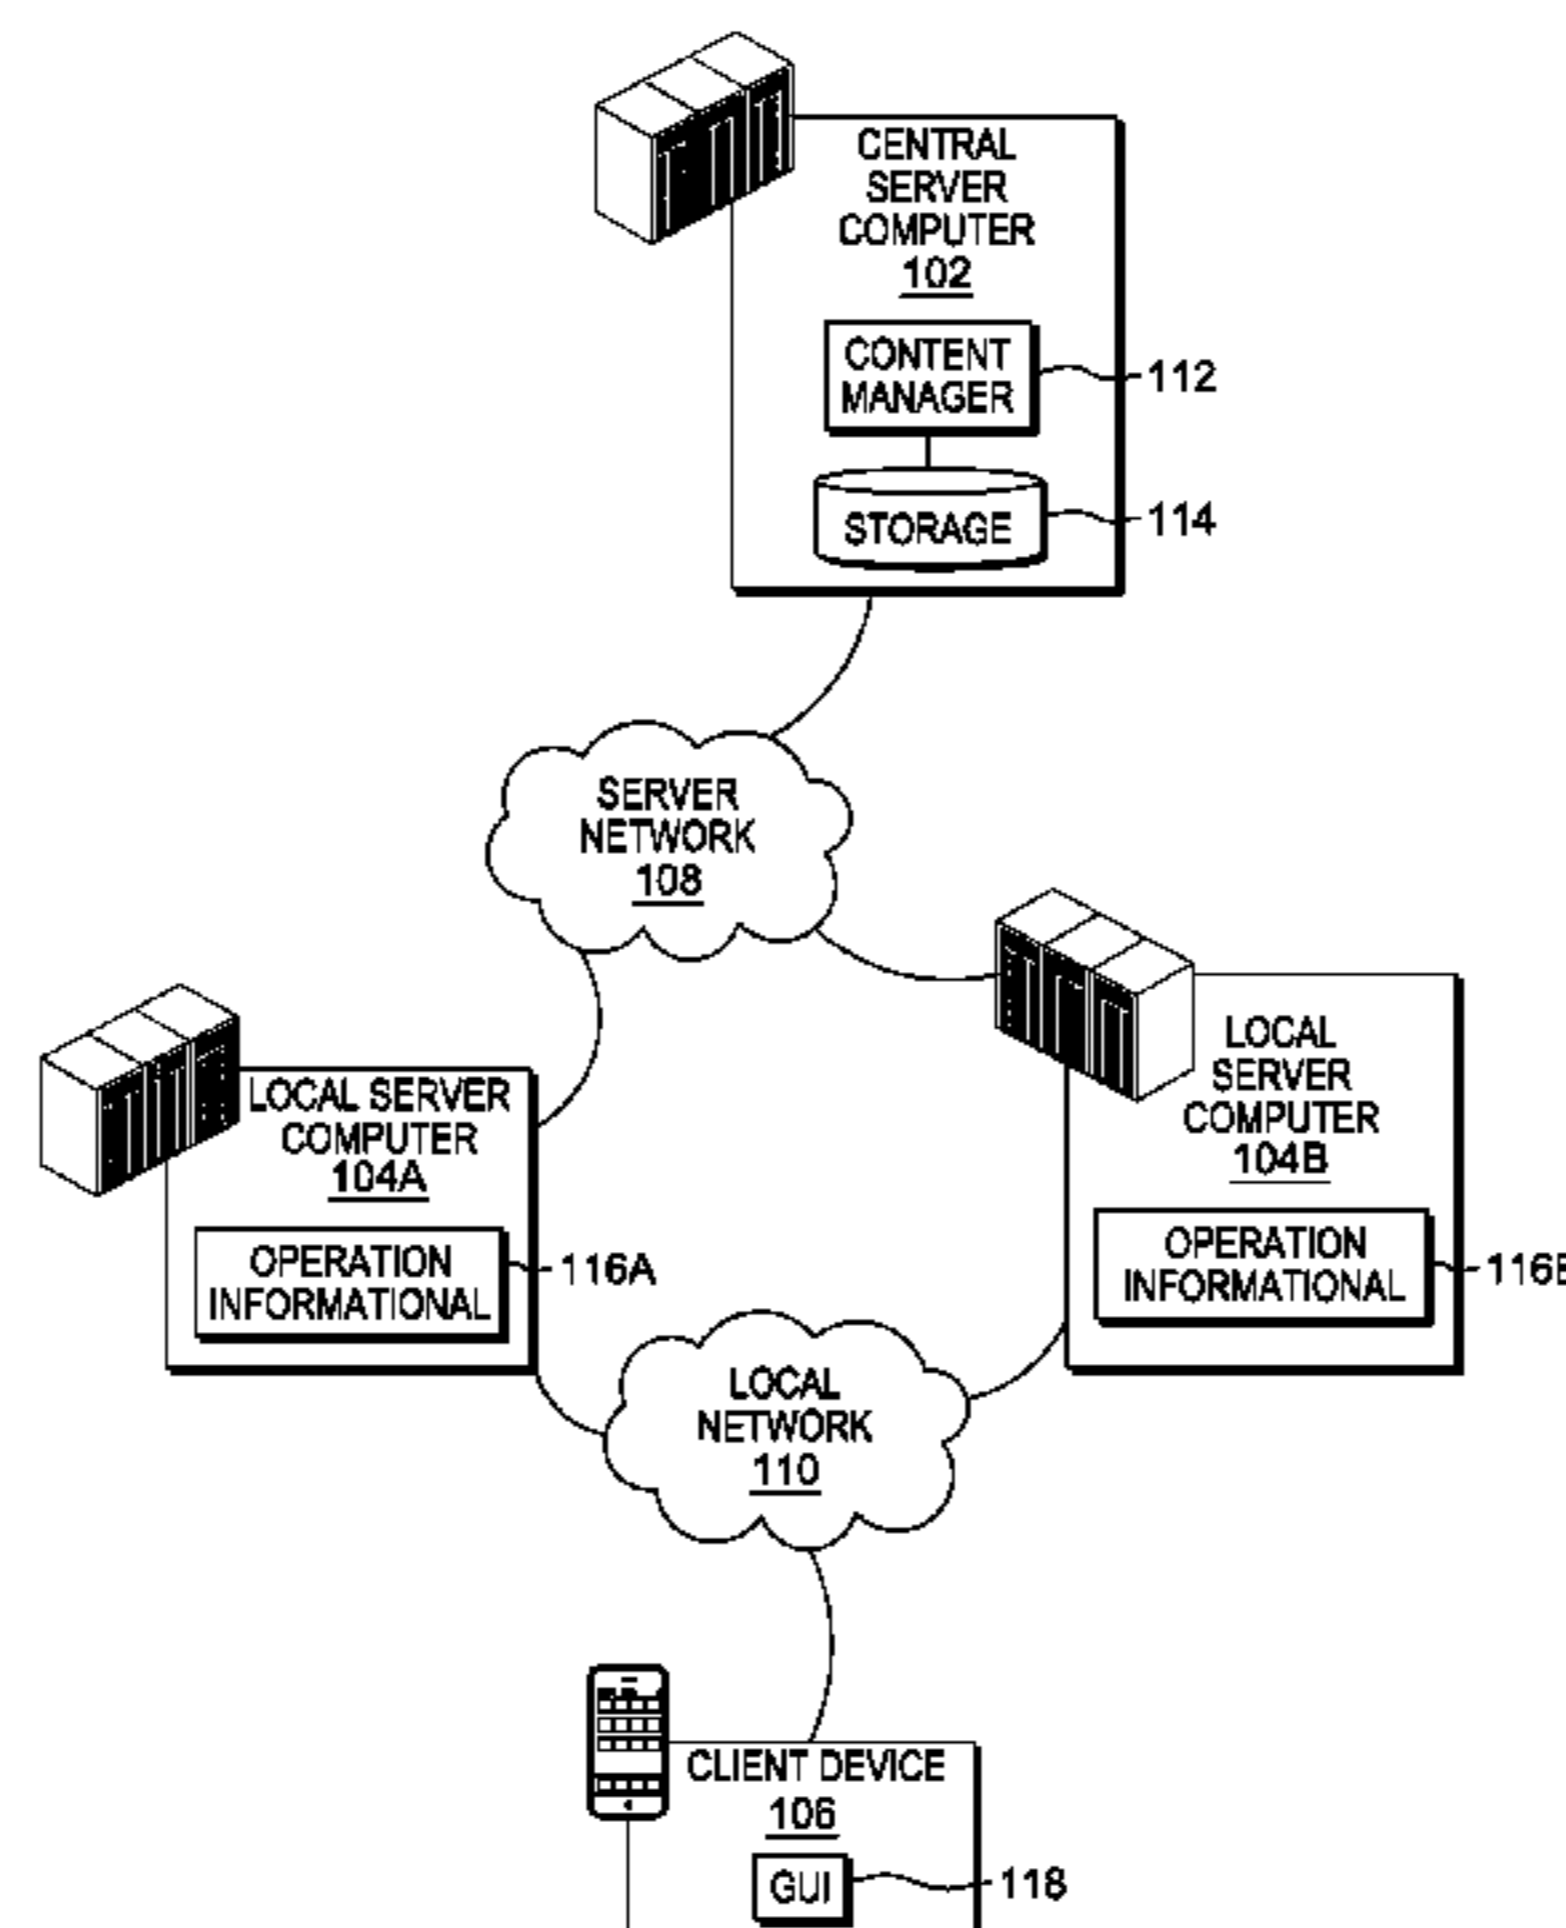 CENTRAL
SERVER
COMPUTER
102
CONTENT
MANAGER
112
STORAGE
114
SERVER
NETWORK
108
LOCAL SERVER
COMPUTER
104A
OPERATION
INFORMATIONAL
116A
LOCAL
SERVER
COMPUTER
104B
OPERATION
INFORMATIONAL
116B
LOCAL
NETWORK
110
CLIENT DEVICE
106
GUI
118